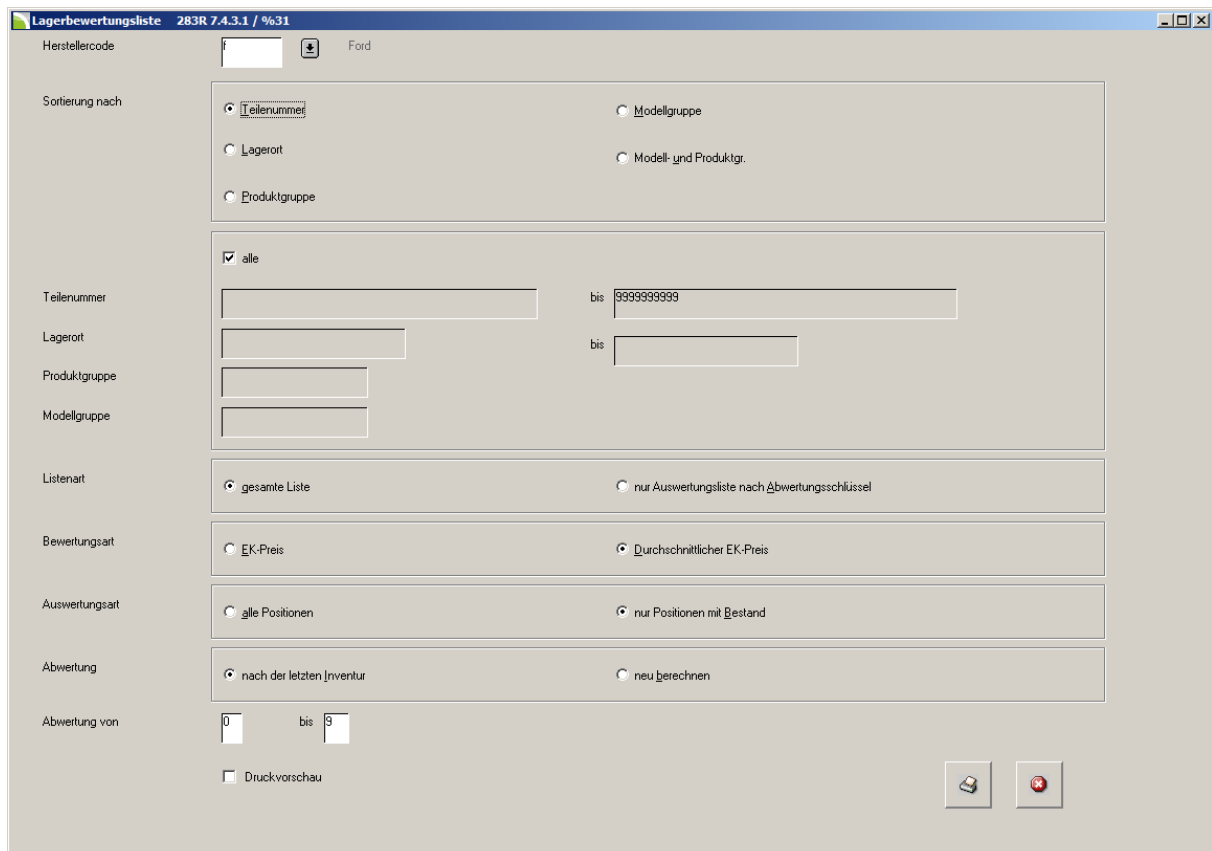 Lagerbewertungsliste 283R 7.4.3.1 / %31
Herstellercode f Ford
Sortierung nach
Teilenummer Modellgruppe
Lagerort Modell- und Produktgr.
Produktgruppe
alle
Teilenummer bis 9999999999
Lagerort bis
Produktgruppe
Modellgruppe
Listenart gesamte Liste nur Auswertungsliste nach Abwertungsschlüssel
Bewertungsart EK-Preis Durchschnittlicher EK-Preis
Auswertungsart alle Positionen nur Positionen mit Bestand
Abwertung nach der letzten Inventur neu berechnen
Abwertung von 0 bis 9
Druckvorschau